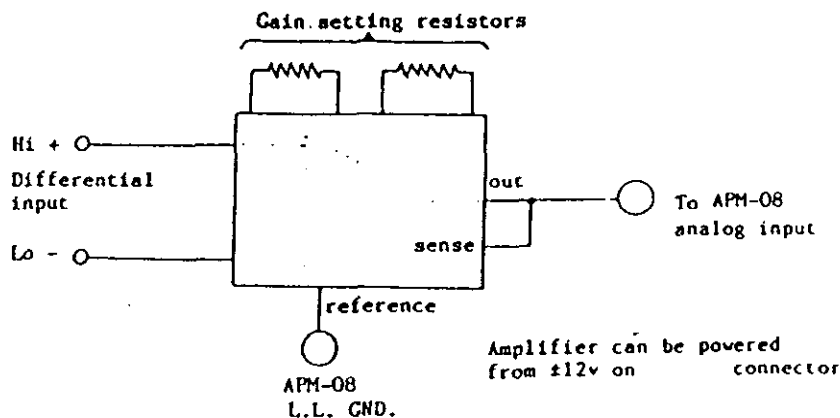 Gain setting resistors
Hi +
Differential
input
Lo -
out
sense
reference
To APM-08
analog input
APM-08
L.L. GND.
Amplifier can be powered
from ±12v on connector